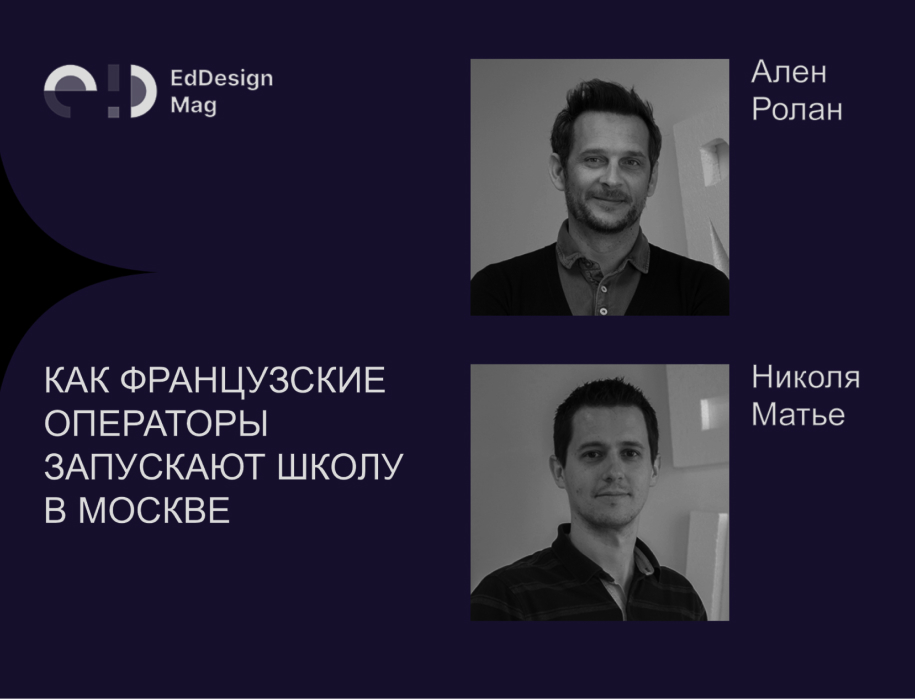 EdDesign
Mag
Ален
Ролан
КАК ФРАНЦУЗСКИЕ
ОПЕРАТОРЫ
ЗАПУСКАЮТ ШКОЛУ
В МОСКВЕ
Николя
Матье